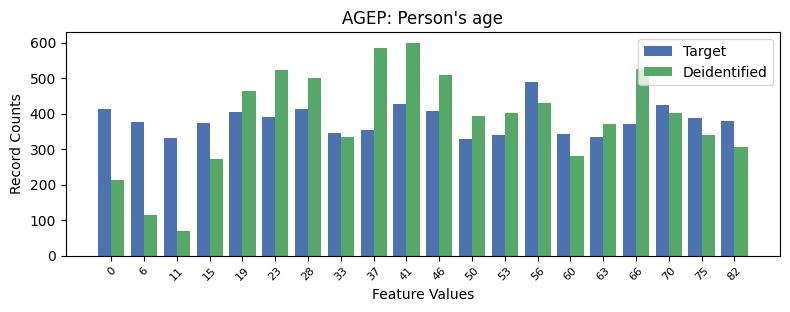 AGEP: Person's age
Target
Deidentified
Record Counts
600
500
400
300
200
100
0
0 6 11 15 19 23 28 33 37 41 46 50 53 56 60 63 66 70 75 82
Feature Values